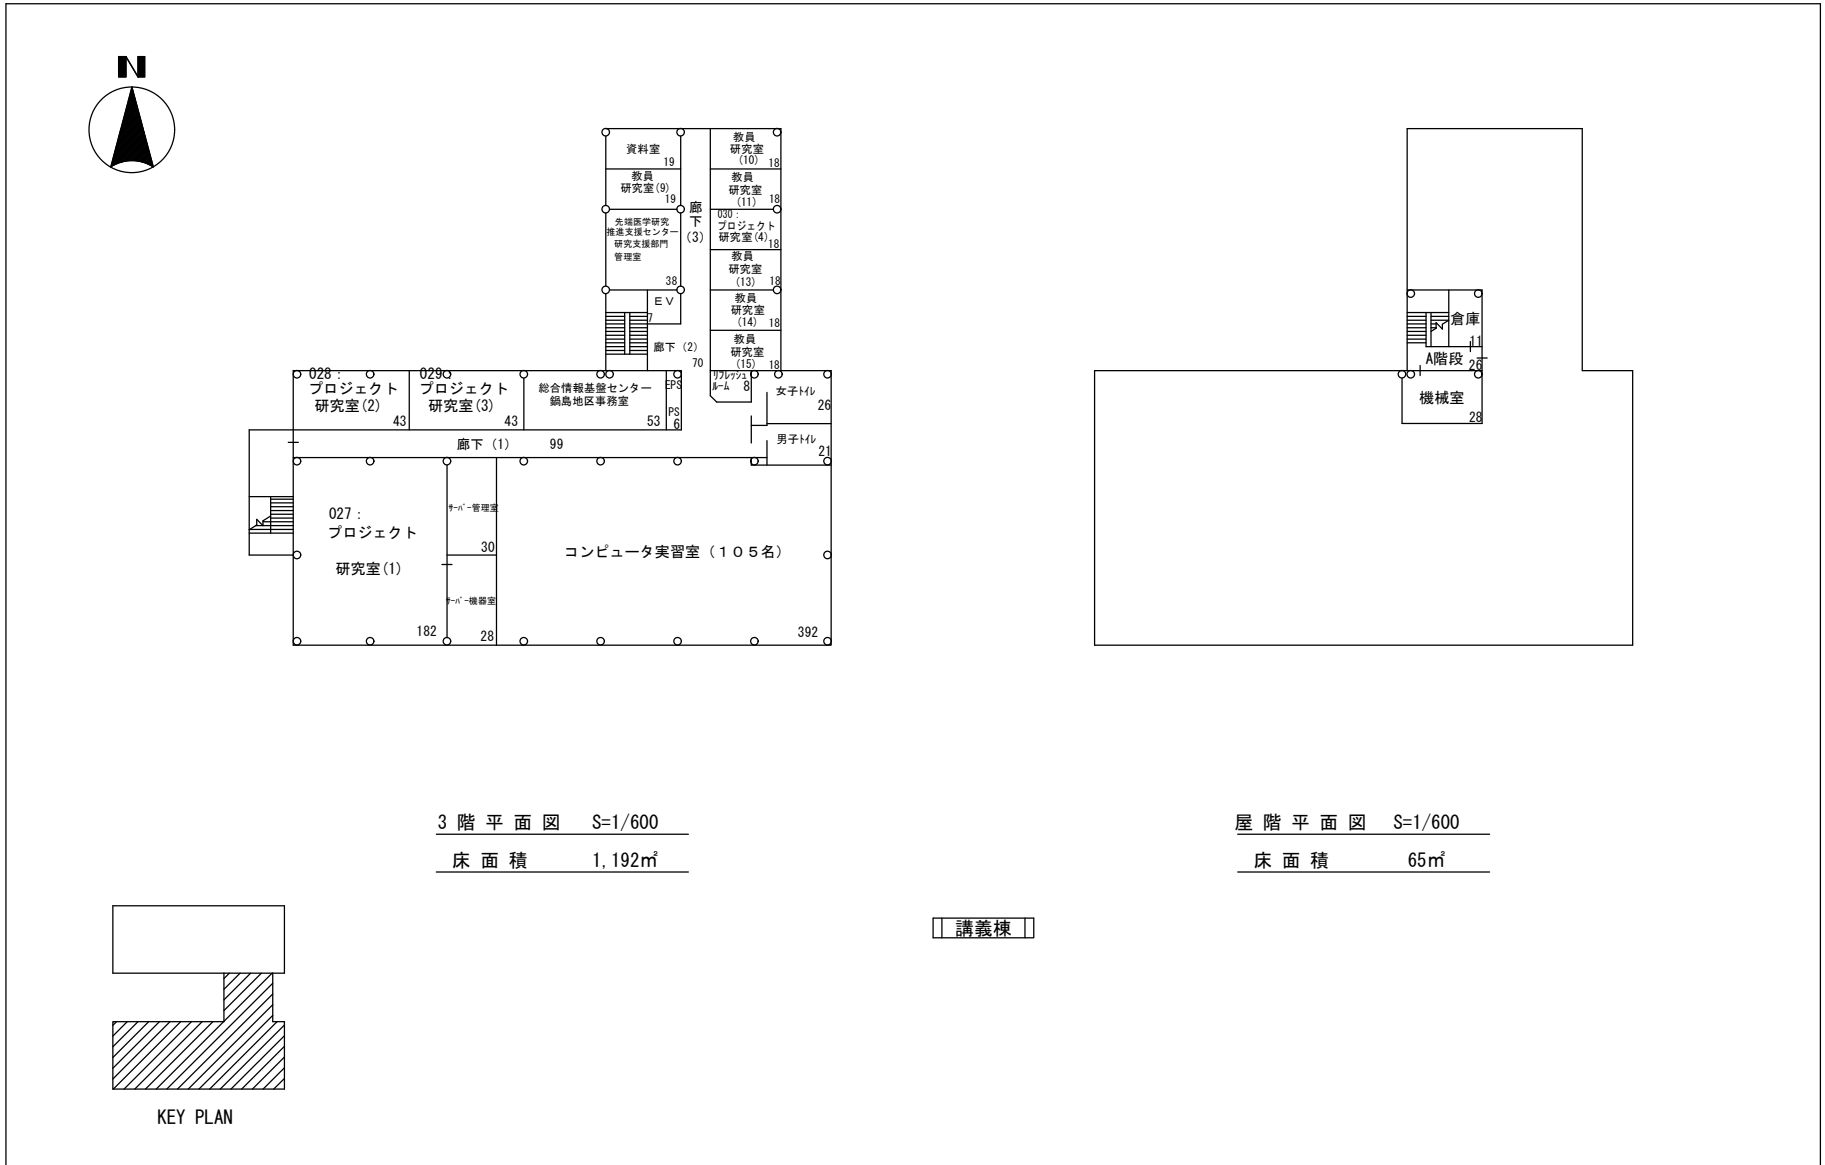 N
資料室
19
教員
研究室(9)
19
先端医学研究
推進支援センター
研究支援部門
管理室
38
EV
7
廊
下
(3)
廊下 (2)
70
教員
研究室
(10)
18
教員
研究室
(11)
18
030:
プロジェクト
研究室(4)
18
教員
研究室
(13)
18
教員
研究室
(14)
18
教員
研究室
(15)
18
028:
プロジェクト
研究室(2)
43
029:
プロジェクト
研究室(3)
43
総合情報基盤センター
鍋島地区事務室
53
EPS
PS
6
リフレッシュ
ルーム
8
女子トイレ
26
男子トイレ
21
廊下 (1) 99
027:
プロジェクト
研究室(1)
182
サーバー管理室
30
サーバー機器室
28
コンピュータ実習室(105名)
392
倉庫
11
A階段
26
機械室
28
3階平面図 S=1/600
床面積 1,192㎡
屋階平面図 S=1/600
床面積 65㎡
講義棟
KEY PLAN